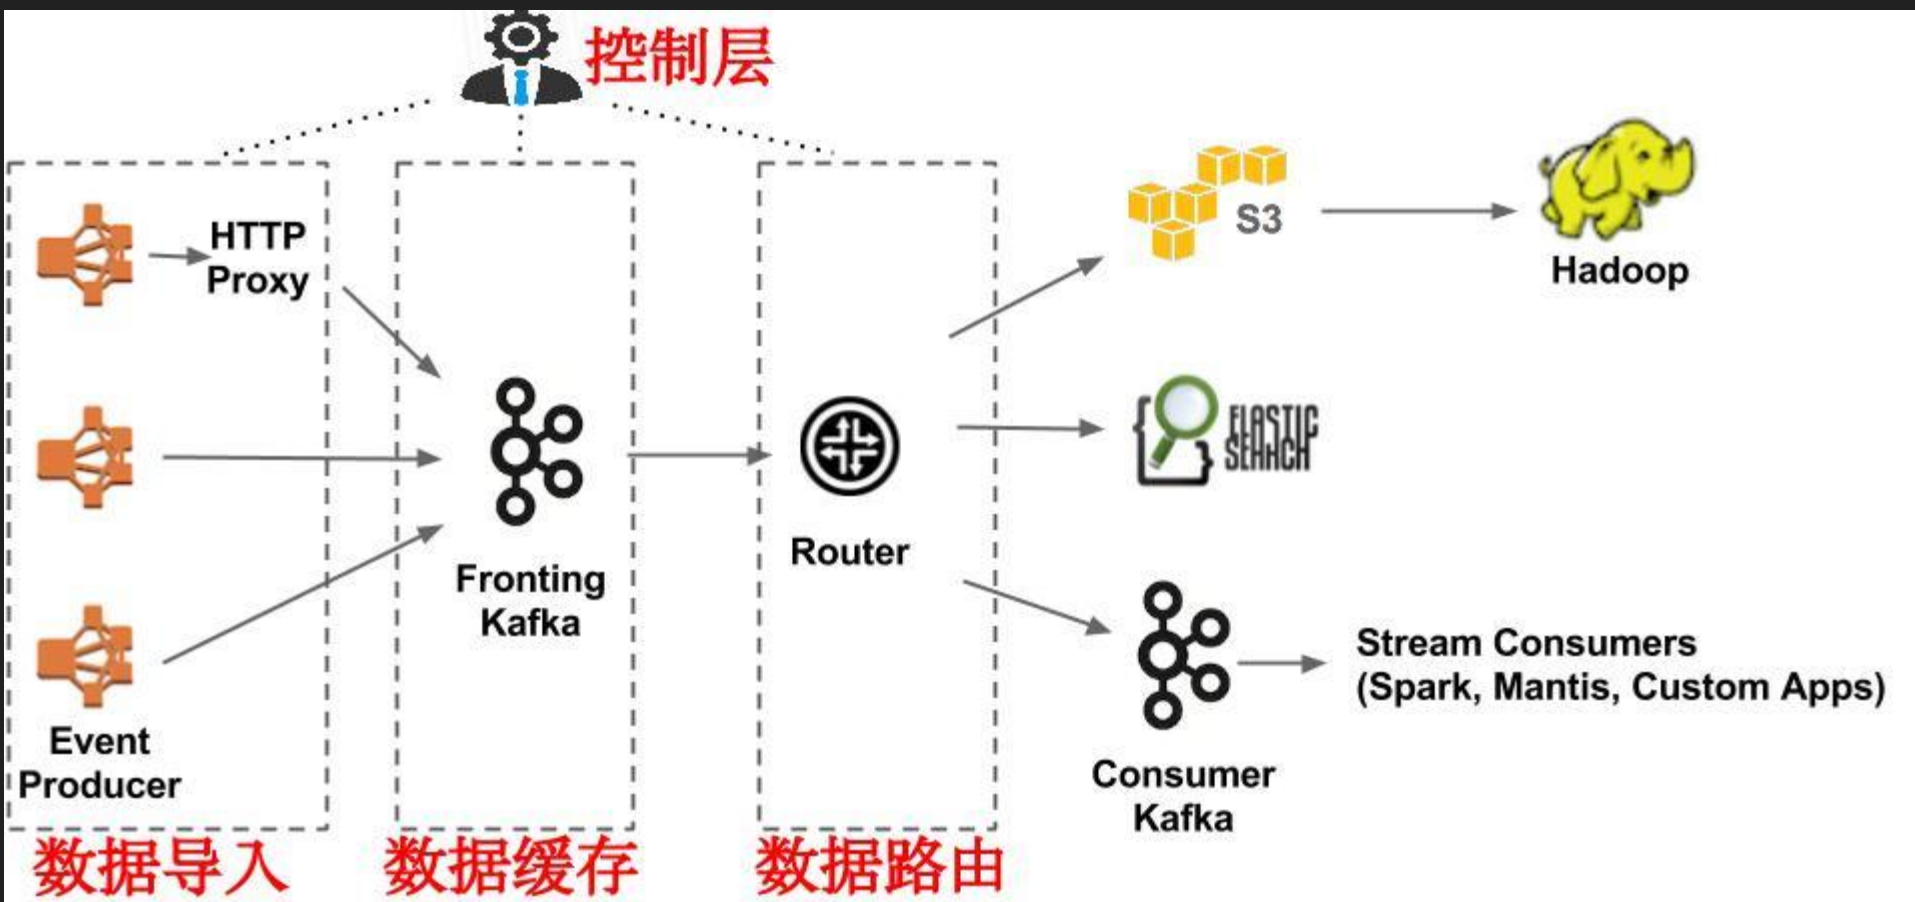 控制层
HTTP
Proxy
Event
Producer
数据导入
Fronting
Kafka
数据缓存
Router
数据路由
S3
Hadoop
ELASTIC
SEARCH
Consumer
Kafka
Stream Consumers
(Spark, Mantis, Custom Apps)